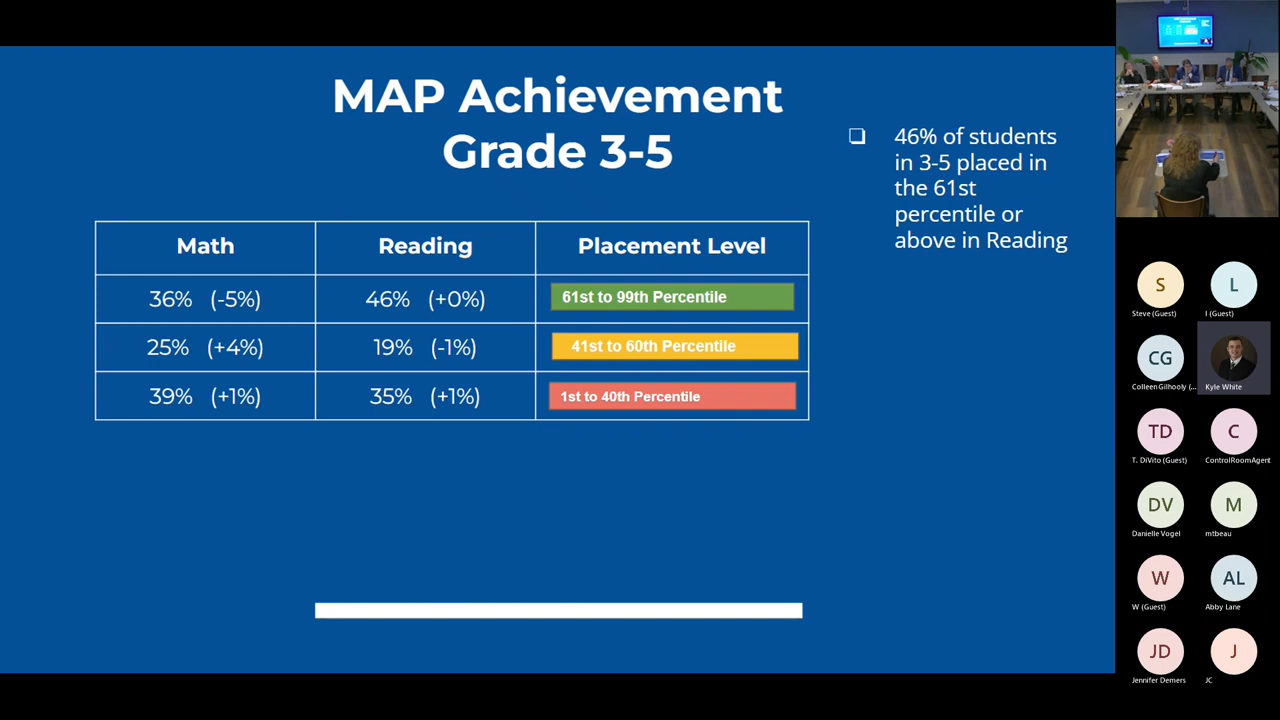 MAP Achievement
Grade 3-5
46% of students
in 3-5 placed in
the 61st
percentile or
above in Reading
Math Reading Placement Level
36% (-5%) 46% (+0%) 61st to 99th Percentile
25% (+4%) 19% (-1%) 41st to 60th Percentile
39% (+1%) 35% (+1%) 1st to 40th Percentile
S L
Steve (Guest) l (Guest)
CG
Colleen Gilhooly (... Kyle White
TD C
T. DiVito (Guest) ControlRoomAgent
DV M
Danielle Vogel mtbeau
W AL
W (Guest) Abby Lane
JD J
Jennifer Demers JC